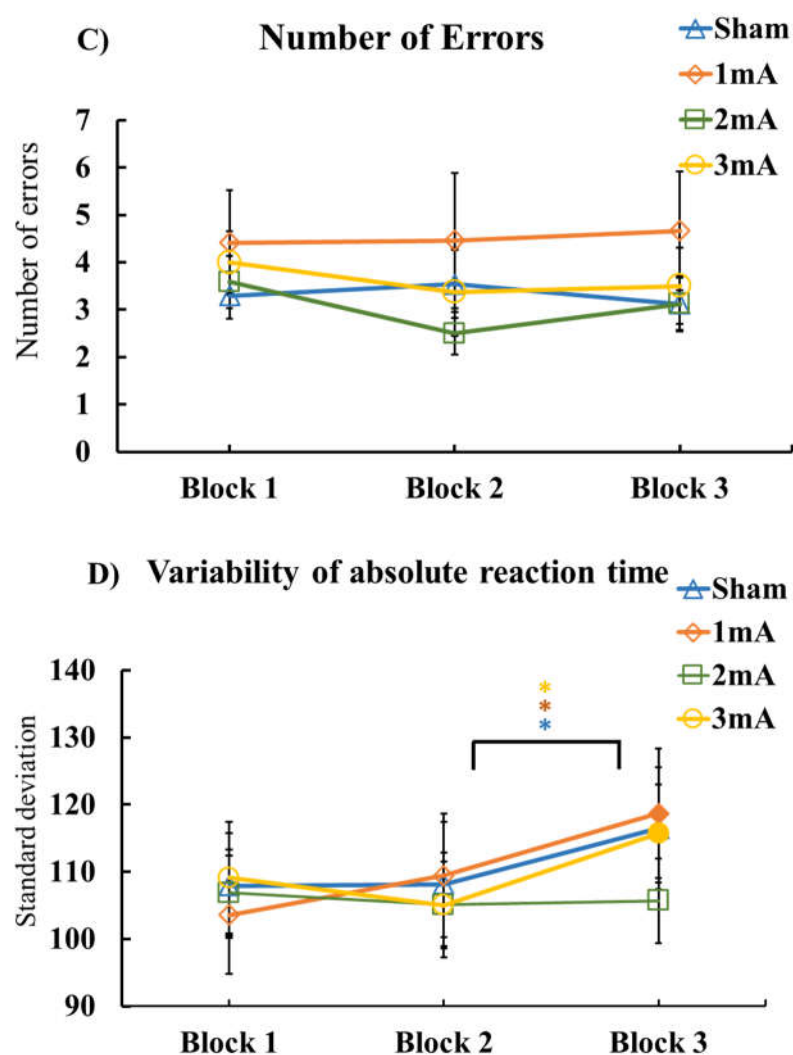 C) Number of Errors
Sham
1mA
2mA
3mA
7
6
5
4
3
2
1
0
Number of errors
Block 1 Block 2 Block 3
D) Variability of absolute reaction time
Sham
1mA
2mA
3mA
140
130
120
110
100
90
Standard deviation
*
*
*
Block 1 Block 2 Block 3